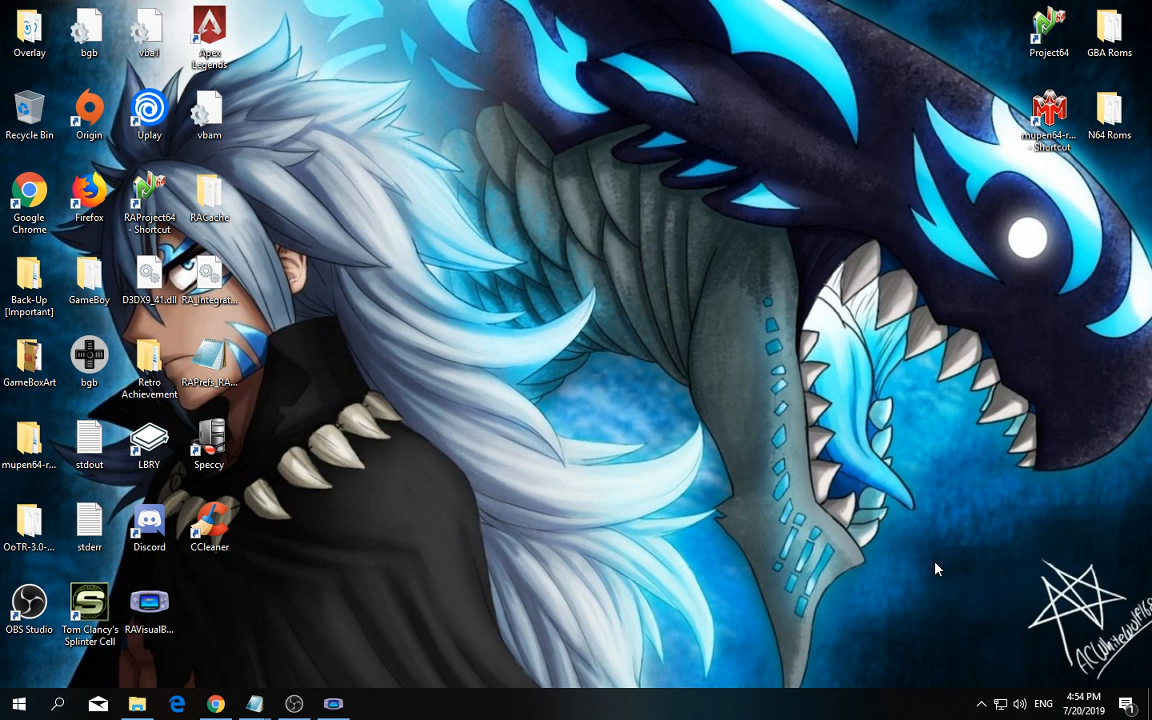 Overlay
bgb
vba.i
Apex
Legends
Project64
GBA Roms
Recycle Bin
Origin
Uplay
vbam
mupen64-r...
- Shortcut
N64 Roms
Google
Chrome
Firefox
RAProject64
- Shortcut
RACache
Back-Up
[Important]
GameBoy
D3DX9_41.dll
RA_Integrat...
GameBoxArt
bgb
Retro
Achievement
RAPrefs_RA...
mupen64-r...
stdout
LBRY
Speccy
OoTR-3.0-...
stderr
Discord
CCleaner
OBS Studio
Tom Clancy's
Splinter Cell
RAVisualB...
ENG
4:54 PM
7/20/2019
1